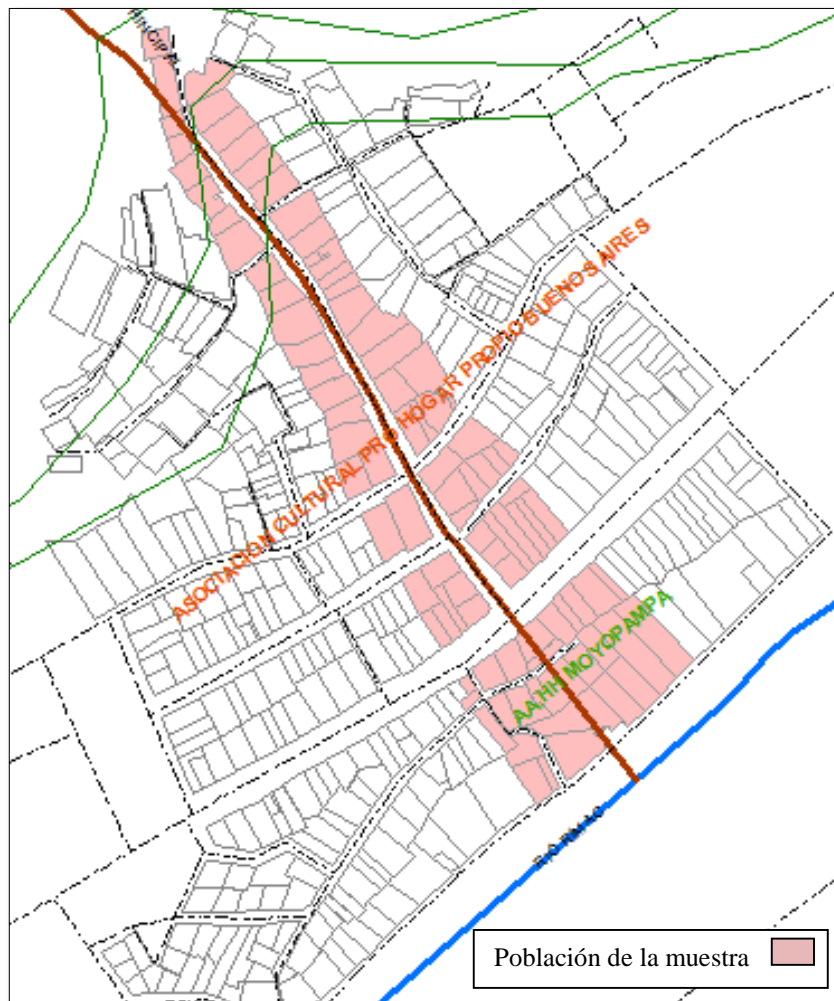 ASOCIACION CULTURAL PRO HOGAR PROPIO BUENOS AIRES
AA.HH MOYOPAMPA
RIO RIMAC
Población de la muestra